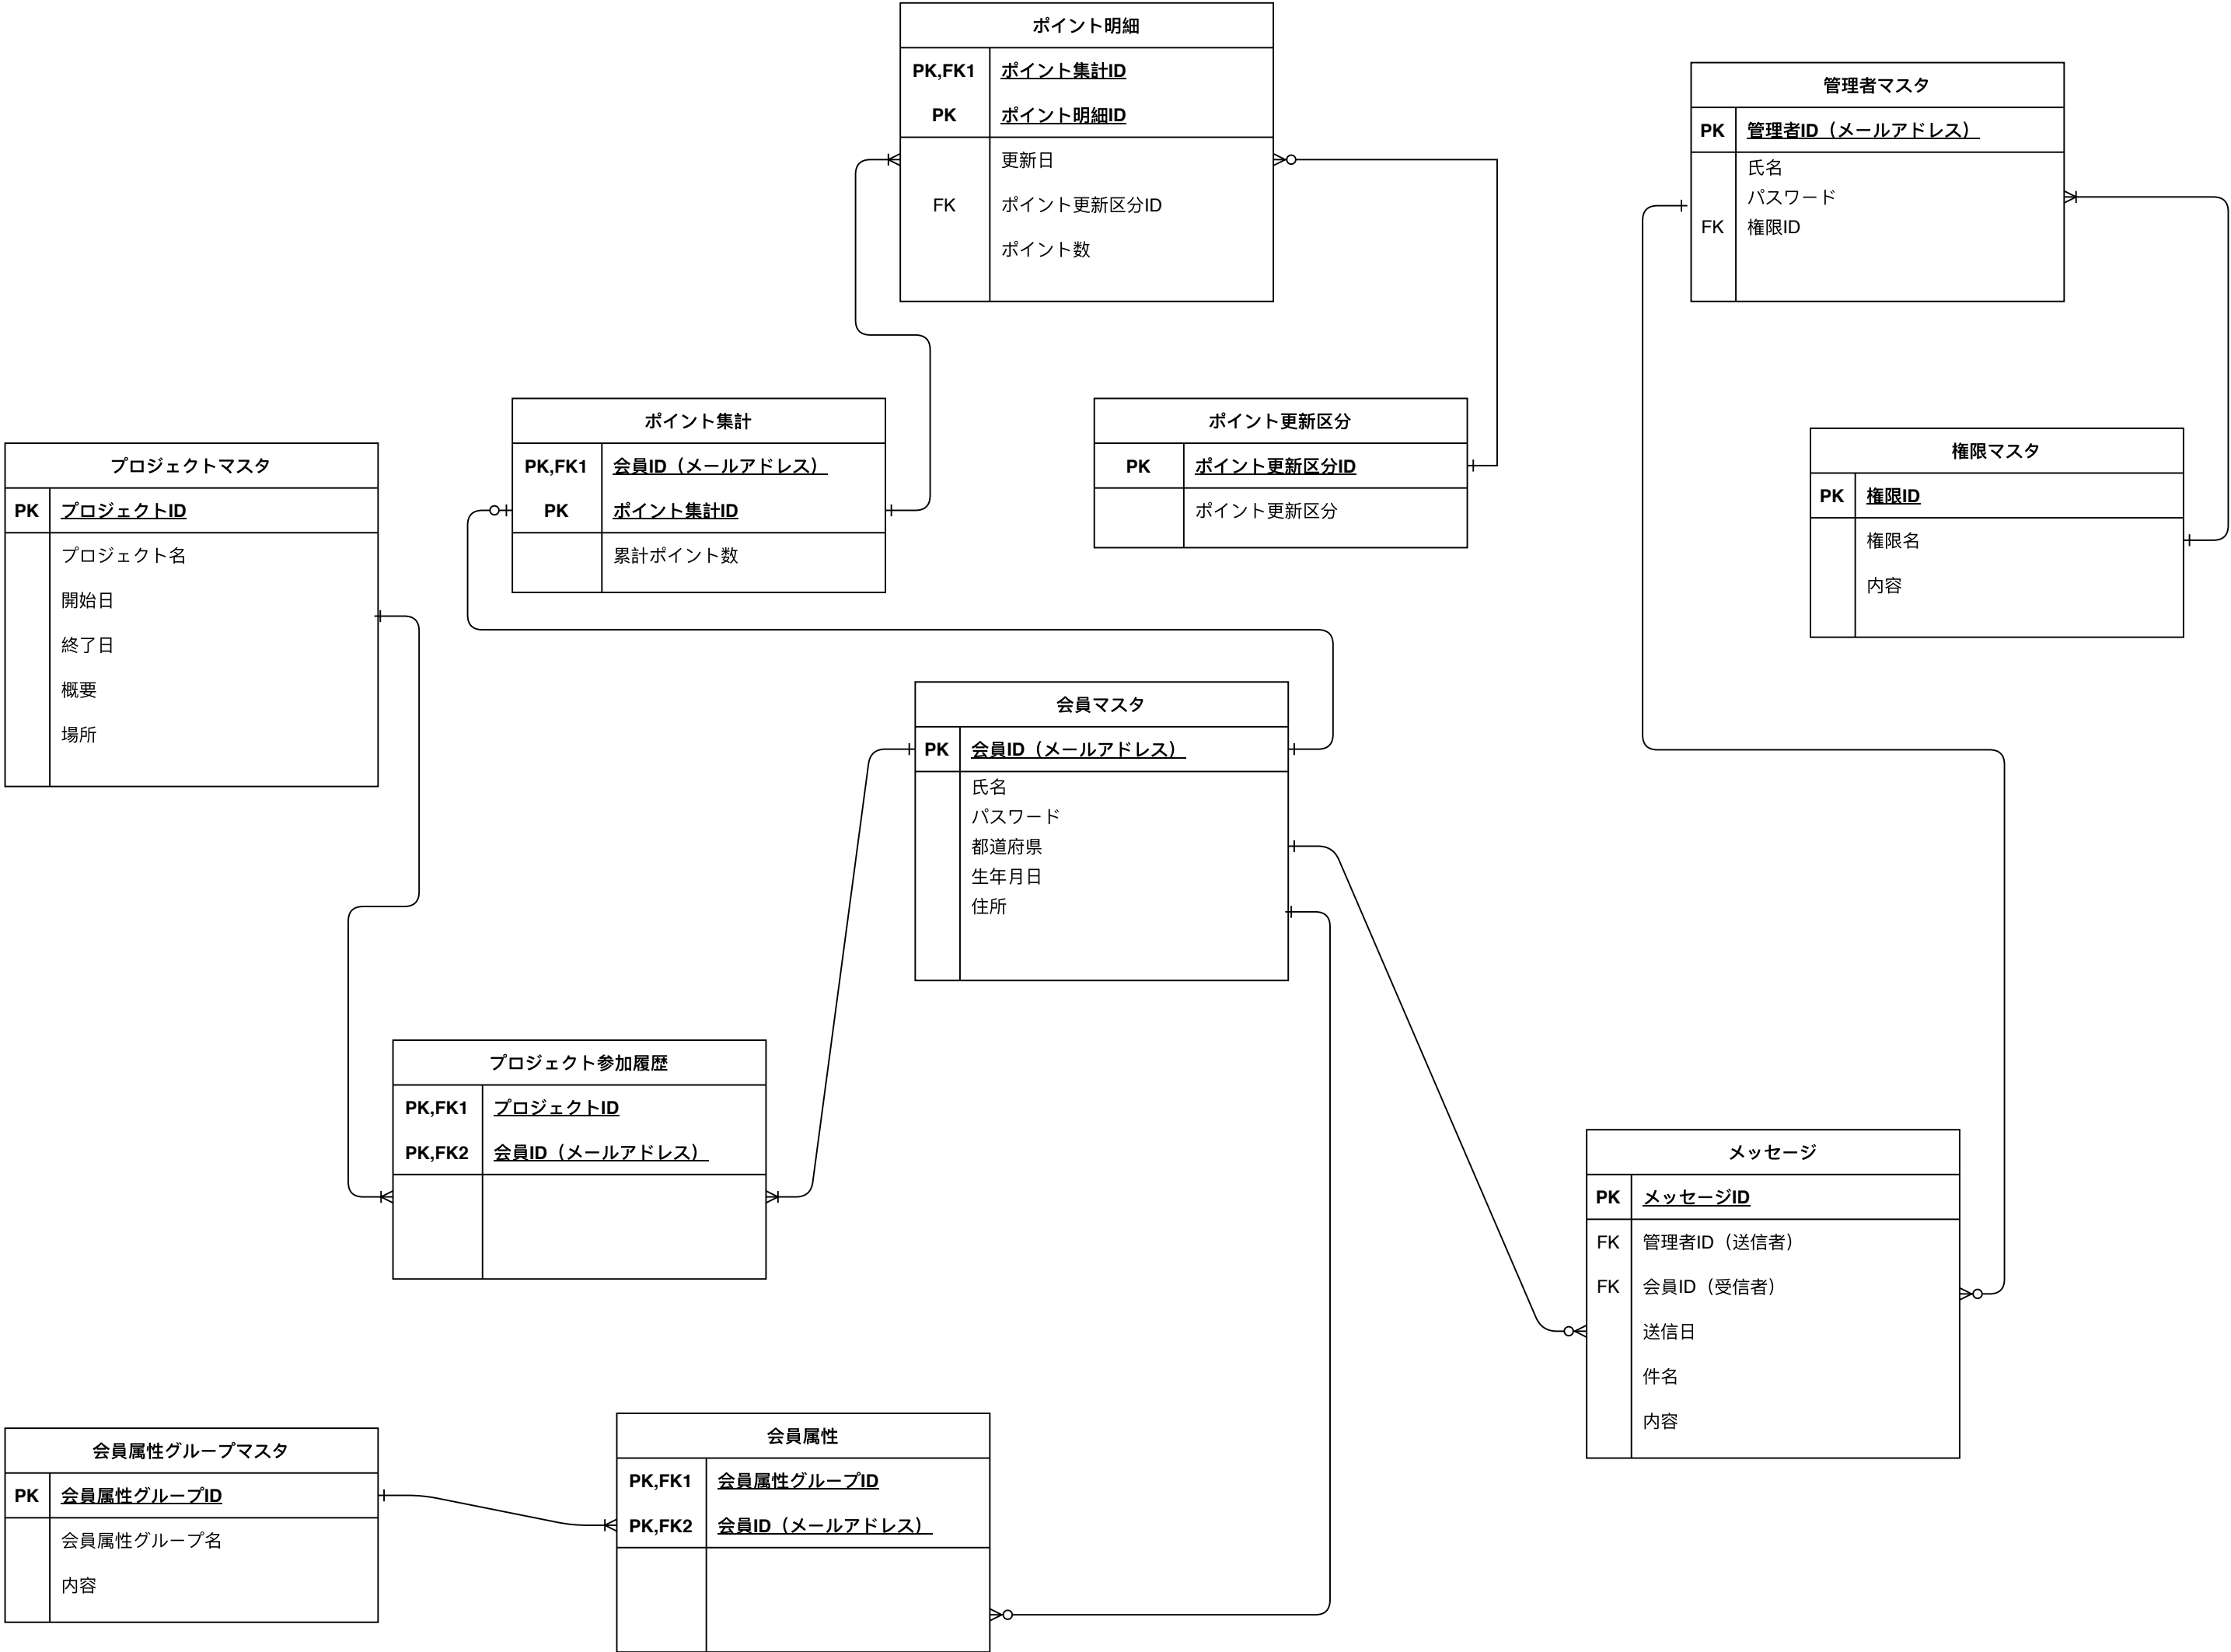 ポイント明細
PK,FK1 ポイント集計ID
PK ポイント明細ID
更新日
FK ポイント更新区分ID
ポイント数
管理者マスタ
PK 管理者ID（メールアドレス）
氏名
パスワード
FK 権限ID
ポイント集計
PK,FK1 会員ID（メールアドレス）
PK ポイント集計ID
累計ポイント数
ポイント更新区分
PK ポイント更新区分ID
ポイント更新区分
権限マスタ
PK 権限ID
権限名
内容
プロジェクトマスタ
PK プロジェクトID
プロジェクト名
開始日
終了日
概要
場所
会員マスタ
PK 会員ID（メールアドレス）
氏名
パスワード
都道府県
生年月日
住所
プロジェクト参加履歴
PK,FK1 プロジェクトID
PK,FK2 会員ID（メールアドレス）
メッセージ
PK メッセージID
FK 管理者ID（送信者）
FK 会員ID（受信者）
送信日
件名
内容
会員属性グループマスタ
PK 会員属性グループID
会員属性グループ名
内容
会員属性
PK,FK1 会員属性グループID
PK,FK2 会員ID（メールアドレス）